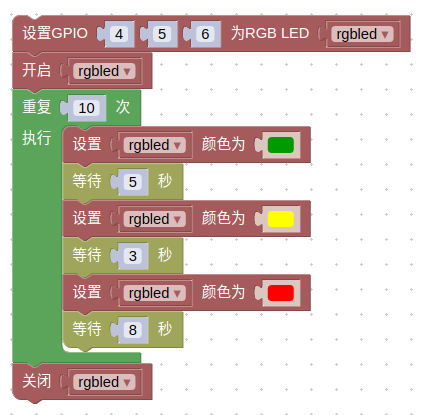 设置GPIO 4 5 6 为RGB LED rgbled
开启 rgbled
重复 10 次
执行 设置 rgbled 颜色为
等待 5 秒
设置 rgbled 颜色为
等待 3 秒
设置 rgbled 颜色为
等待 8 秒
关闭 rgbled